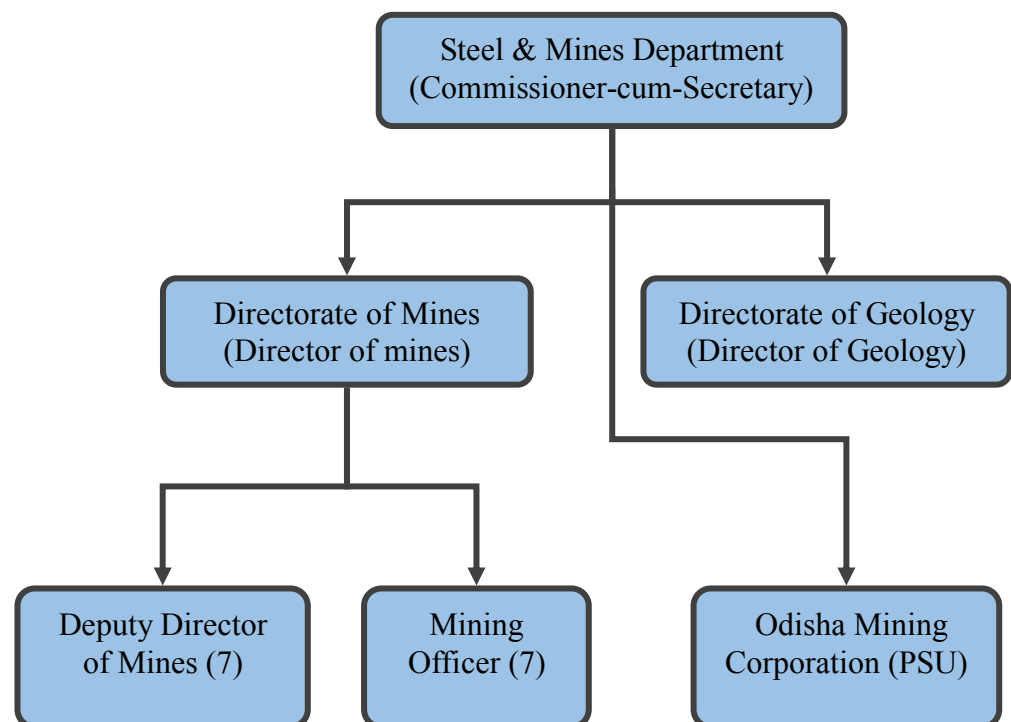 Steel & Mines Department
(Commissioner-cum-Secretary)
Directorate of Mines
(Director of mines)
Directorate of Geology
(Director of Geology)
Deputy Director
of Mines (7)
Mining
Officer (7)
Odisha Mining
Corporation (PSU)